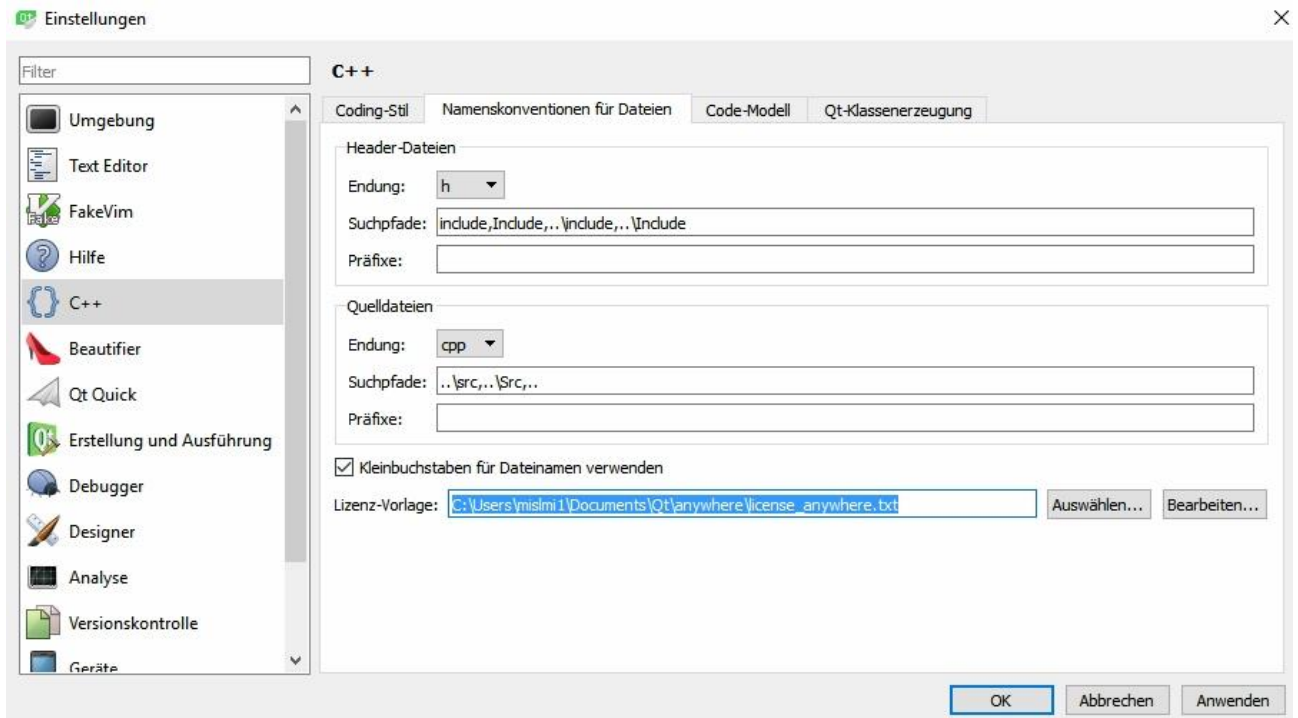 Einstellungen
Filter
Umgebung
Text Editor
FakeVim
Hilfe
C++
Beautifier
Qt Quick
Erstellung und Ausführung
Debugger
Designer
Analyse
Versionskontrolle
Geräte
C++
Coding-Stil
Namenskonventionen für Dateien
Code-Modell
Qt-Klassenerzeugung
Header-Dateien
Endung: h
Suchpfade: include,Include,..\include,..\Include
Präfixe:
Quelldateien
Endung: cpp
Suchpfade: ..\src,..\Src,..
Präfixe:
Kleinbuchstaben für Dateinamen verwenden
Lizenz-Vorlage: C:\Users\mislmi1\Documents\Qt\anywhere\license_anywhere.txt Auswählen... Bearbeiten...
OK Abbrechen Anwenden